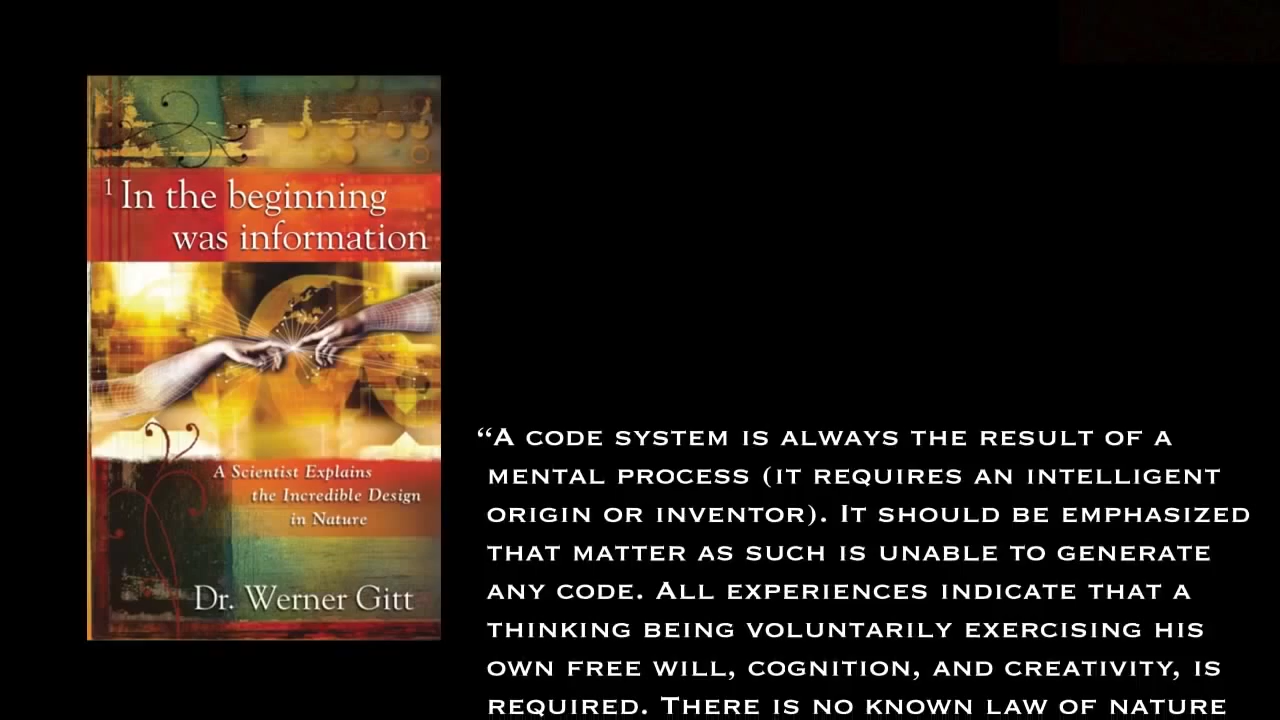 1 In the beginning
was information
A Scientist Explains
the Incredible Design
in Nature
Dr. Werner Gitt
“A CODE SYSTEM IS ALWAYS THE RESULT OF A
MENTAL PROCESS (IT REQUIRES AN INTELLIGENT
ORIGIN OR INVENTOR). IT SHOULD BE EMPHASIZED
THAT MATTER AS SUCH IS UNABLE TO GENERATE
ANY CODE. ALL EXPERIENCES INDICATE THAT A
THINKING BEING VOLUNTARILY EXERCISING HIS
OWN FREE WILL, COGNITION, AND CREATIVITY, IS
REQUIRED. THERE IS NO KNOWN LAW OF NATURE